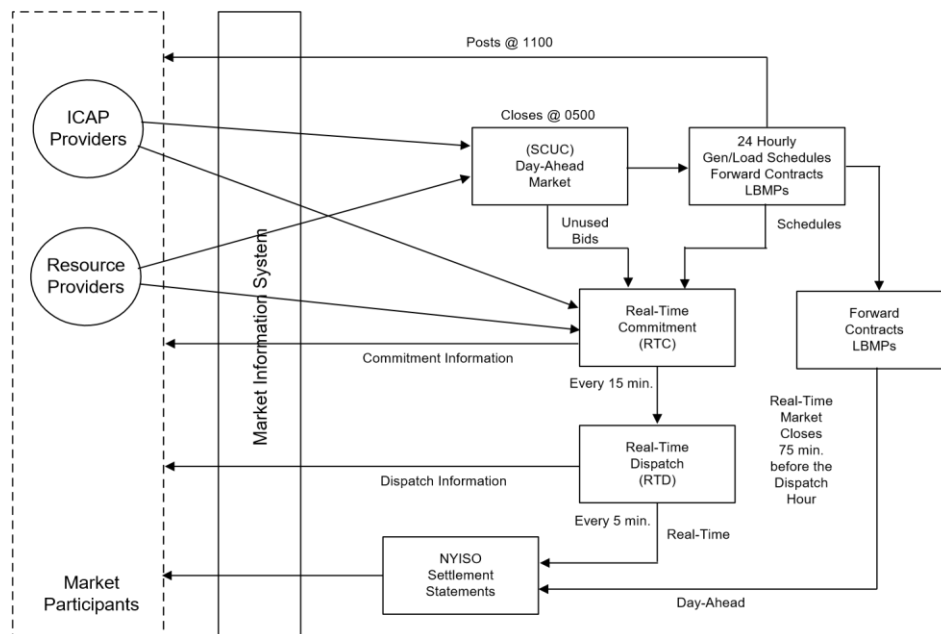 Posts @ 1100
ICAP
Providers
Closes @ 0500
(SCUC)
Day-Ahead
Market
24 Hourly
Gen/Load Schedules
Forward Contracts
LBMPs
Unused
Bids
Schedules
Resource
Providers
Market Information System
Real-Time
Commitment
(RTC)
Forward
Contracts
LBMPs
Commitment Information
Every 15 min.
Real-Time
Market
Closes
75 min.
before the
Dispatch
Hour
Real-Time
Dispatch
(RTD)
Dispatch Information
Every 5 min.
Real-Time
NYISO
Settlement
Statements
Day-Ahead
Market
Participants